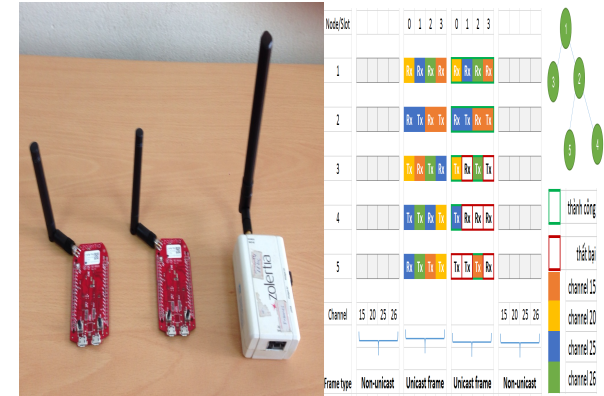 zolertia
Node/Slot 0 1 2 3 0 1 2 3
1 Rx Rx Rx Rx Rx Rx Rx Rx
2 Rx Tx Rx Tx Rx Tx Tx Tx
3 Tx Rx Tx Rx Tx Rx Tx Tx
4 Tx Tx Rx Tx Tx Rx Rx Rx
5 Rx Tx Tx Tx Tx Tx Tx Rx
Channel 15 20 25 26 15 20 25 26
Frame type Non-unicast Unicast frame Unicast frame Non-unicast
1
3 2
5 4
thành công
thất bại
channel 15
channel 20
channel 25
channel 26